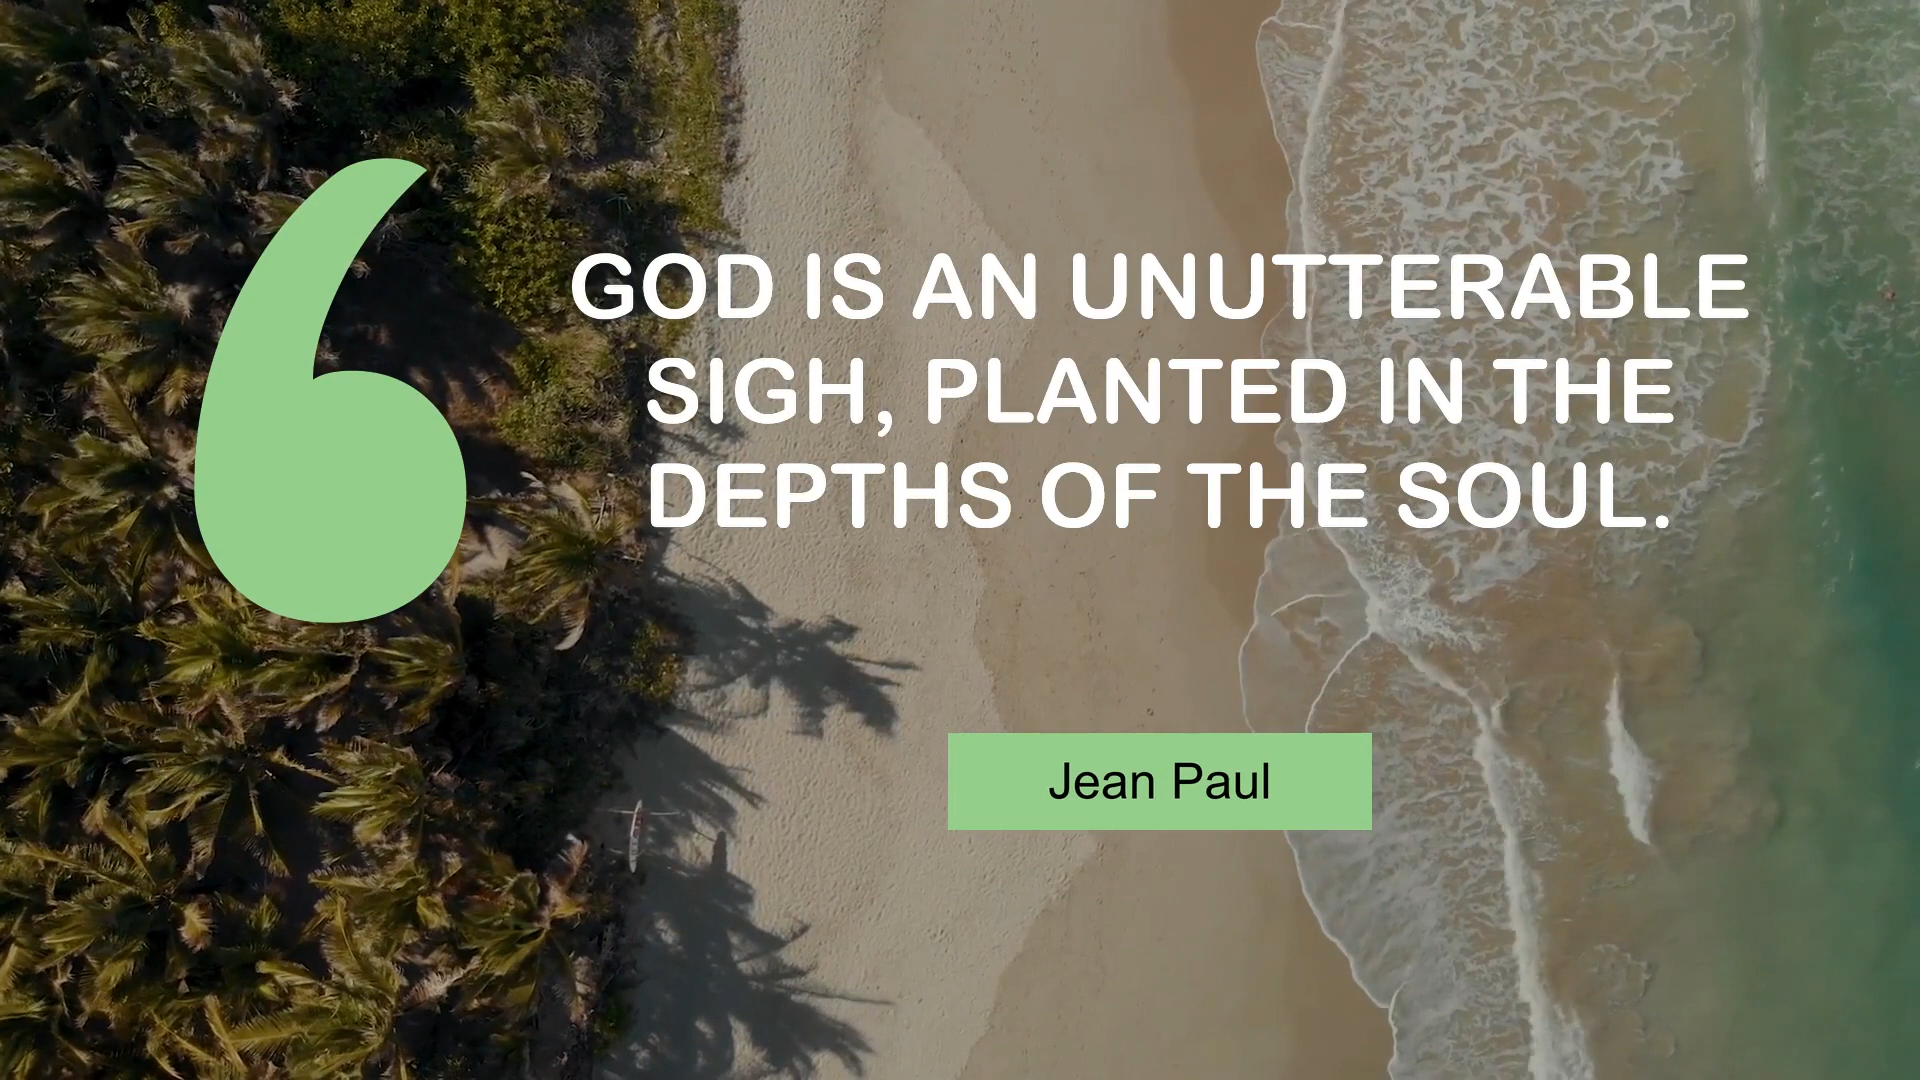 GOD IS AN UNUTTERABLE
SIGH, PLANTED IN THE
DEPTHS OF THE SOUL.
Jean Paul